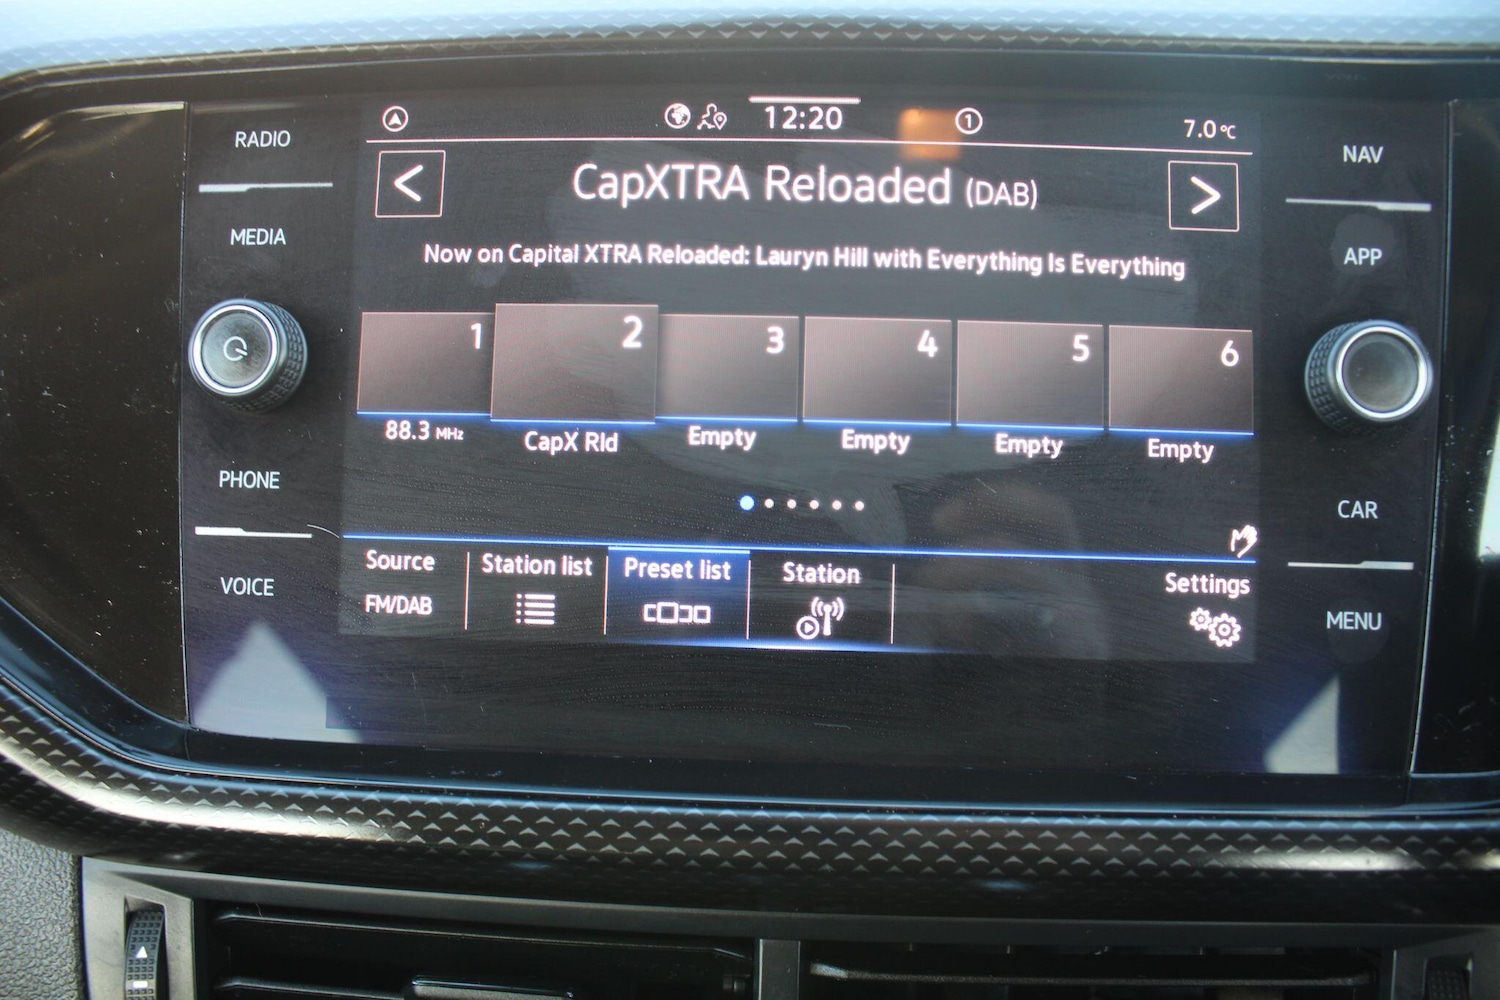 RADIO
MEDIA
PHONE
VOICE
12:20
1
7.0 °C
< CapXTRA Reloaded (DAB) >
Now on Capital XTRA Reloaded: Lauryn Hill with Everything Is Everything
1 2 3 4 5 6
88.3 MHz CapX Rld Empty Empty Empty Empty
Source Station list Preset list Station Settings
FM/DAB
NAV
APP
CAR
MENU